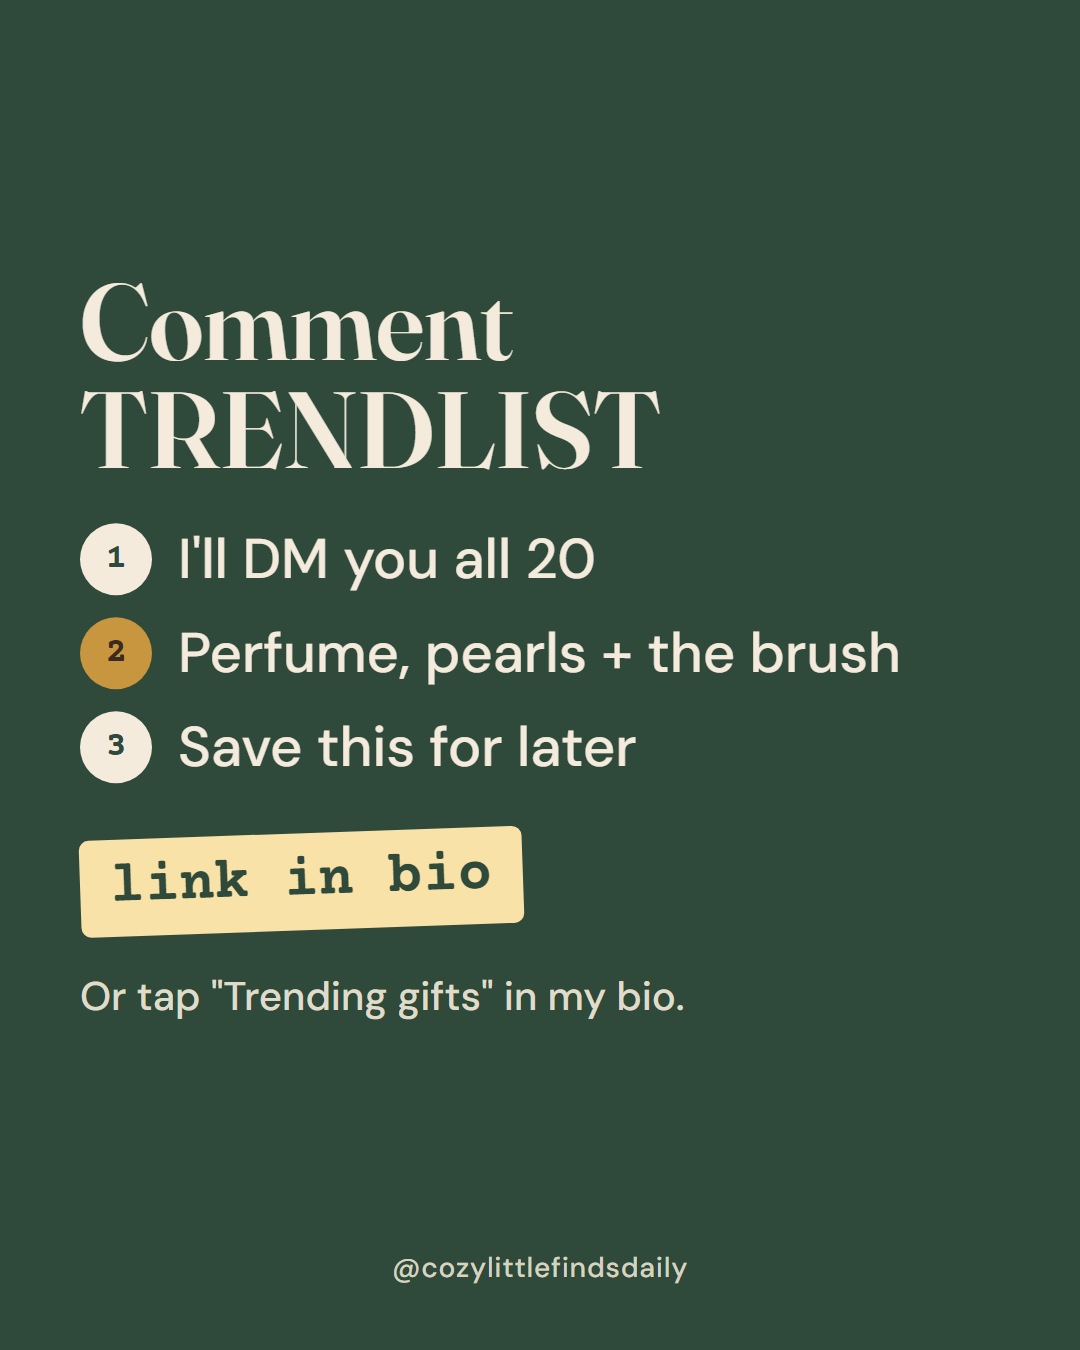 Comment
TRENDLIST
1 I'll DM you all 20
2 Perfume, pearls + the brush
3 Save this for later
link in bio
Or tap "Trending gifts" in my bio.
@cozylittlefindsdaily